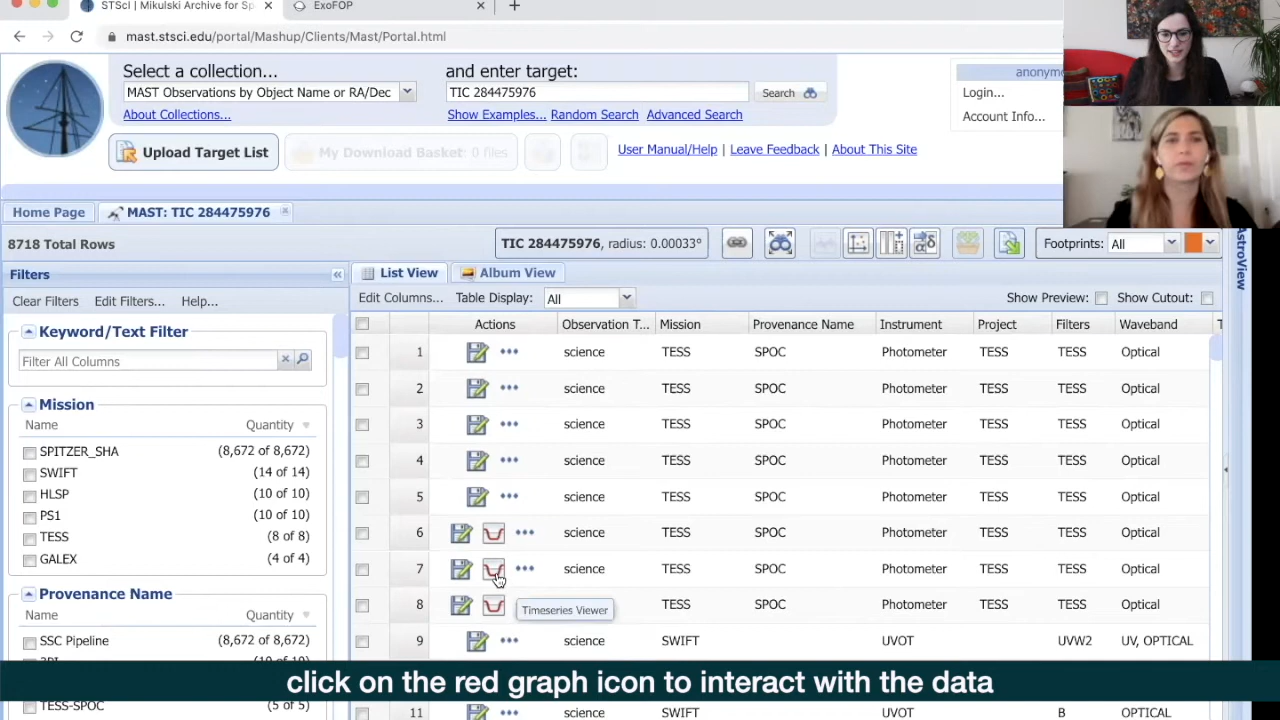 STScI | Mikulski Archive for Sp
ExoFOP
mast.stsci.edu/portal/Mashup/Clients/Mast/Portal.html
Select a collection...
and enter target:
MAST Observations by Object Name or RA/Dec
TIC 284475976
Search
anonym
Login...
Account Info...
About Collections...
Show Examples... Random Search Advanced Search
Upload Target List
My Download Basket: 0 files
User Manual/Help | Leave Feedback | About This Site
Home Page
MAST: TIC 284475976
8718 Total Rows
TIC 284475976, radius: 0.00033°
Footprints: All
AstroView
Filters
List View
Album View
Clear Filters Edit Filters... Help...
Edit Columns... Table Display: All
Show Preview: Show Cutout:
Keyword/Text Filter
Filter All Columns
Mission
Name Quantity
SPITZER_SHA (8,672 of 8,672)
SWIFT (14 of 14)
HLSP (10 of 10)
PS1 (10 of 10)
TESS (8 of 8)
GALEX (4 of 4)
Provenance Name
Name Quantity
SSC Pipeline (8,672 of 8,672)
TESS-SPOC (5 of 5)
Actions Observation T... Mission Provenance Name Instrument Project Filters Waveband T
1 science TESS SPOC Photometer TESS TESS Optical
2 science TESS SPOC Photometer TESS TESS Optical
3 science TESS SPOC Photometer TESS TESS Optical
4 science TESS SPOC Photometer TESS TESS Optical
5 science TESS SPOC Photometer TESS TESS Optical
6 science TESS SPOC Photometer TESS TESS Optical
7 science TESS SPOC Photometer TESS TESS Optical
8 science TESS SPOC Photometer TESS TESS Optical
Timeseries Viewer
9 science SWIFT UVOT UVW2 UV, OPTICAL
11 science SWIFT UVOT B OPTICAL
click on the red graph icon to interact with the data